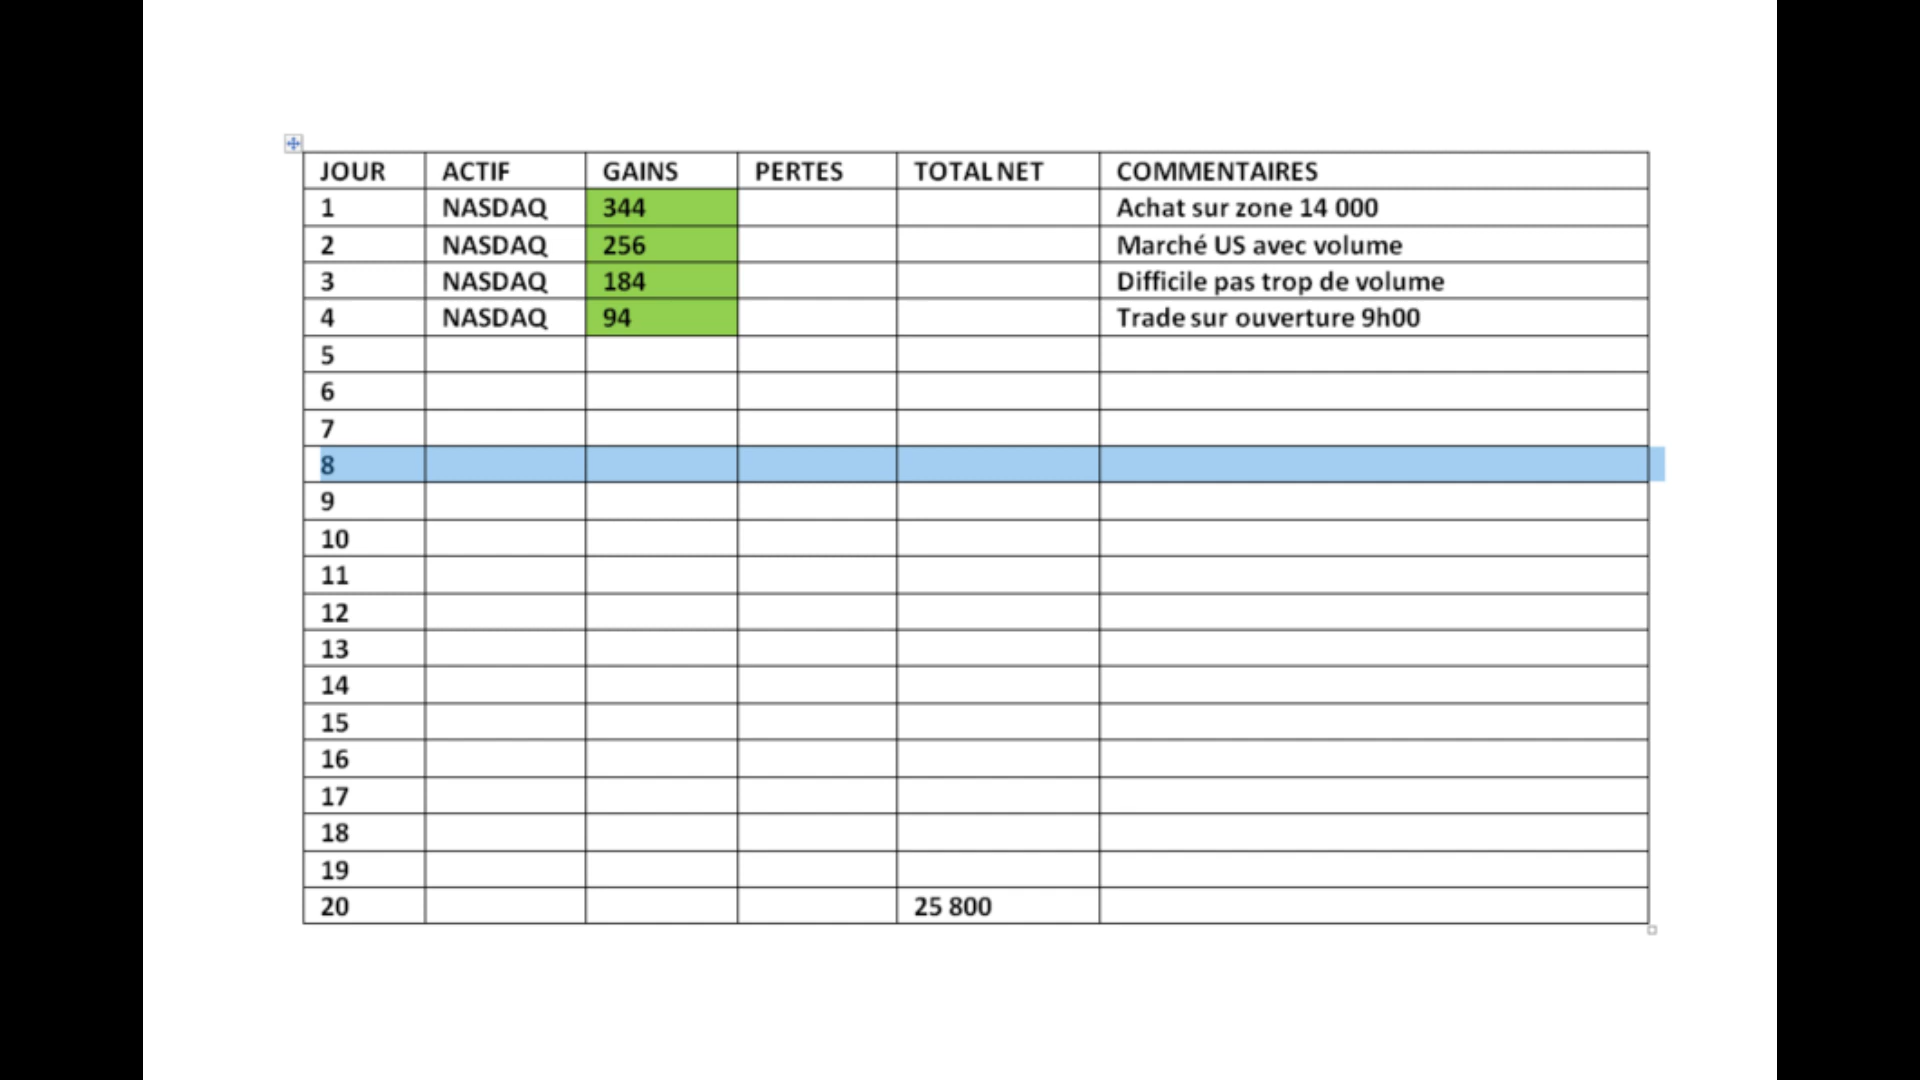 JOUR ACTIF GAINS PERTES TOTAL NET COMMENTAIRES
1 NASDAQ 344 Achat sur zone 14 000
2 NASDAQ 256 Marché US avec volume
3 NASDAQ 184 Difficile pas trop de volume
4 NASDAQ 94 Trade sur ouverture 9h00
5
6
7
8
9
10
11
12
13
14
15
16
17
18
19
20 25 800